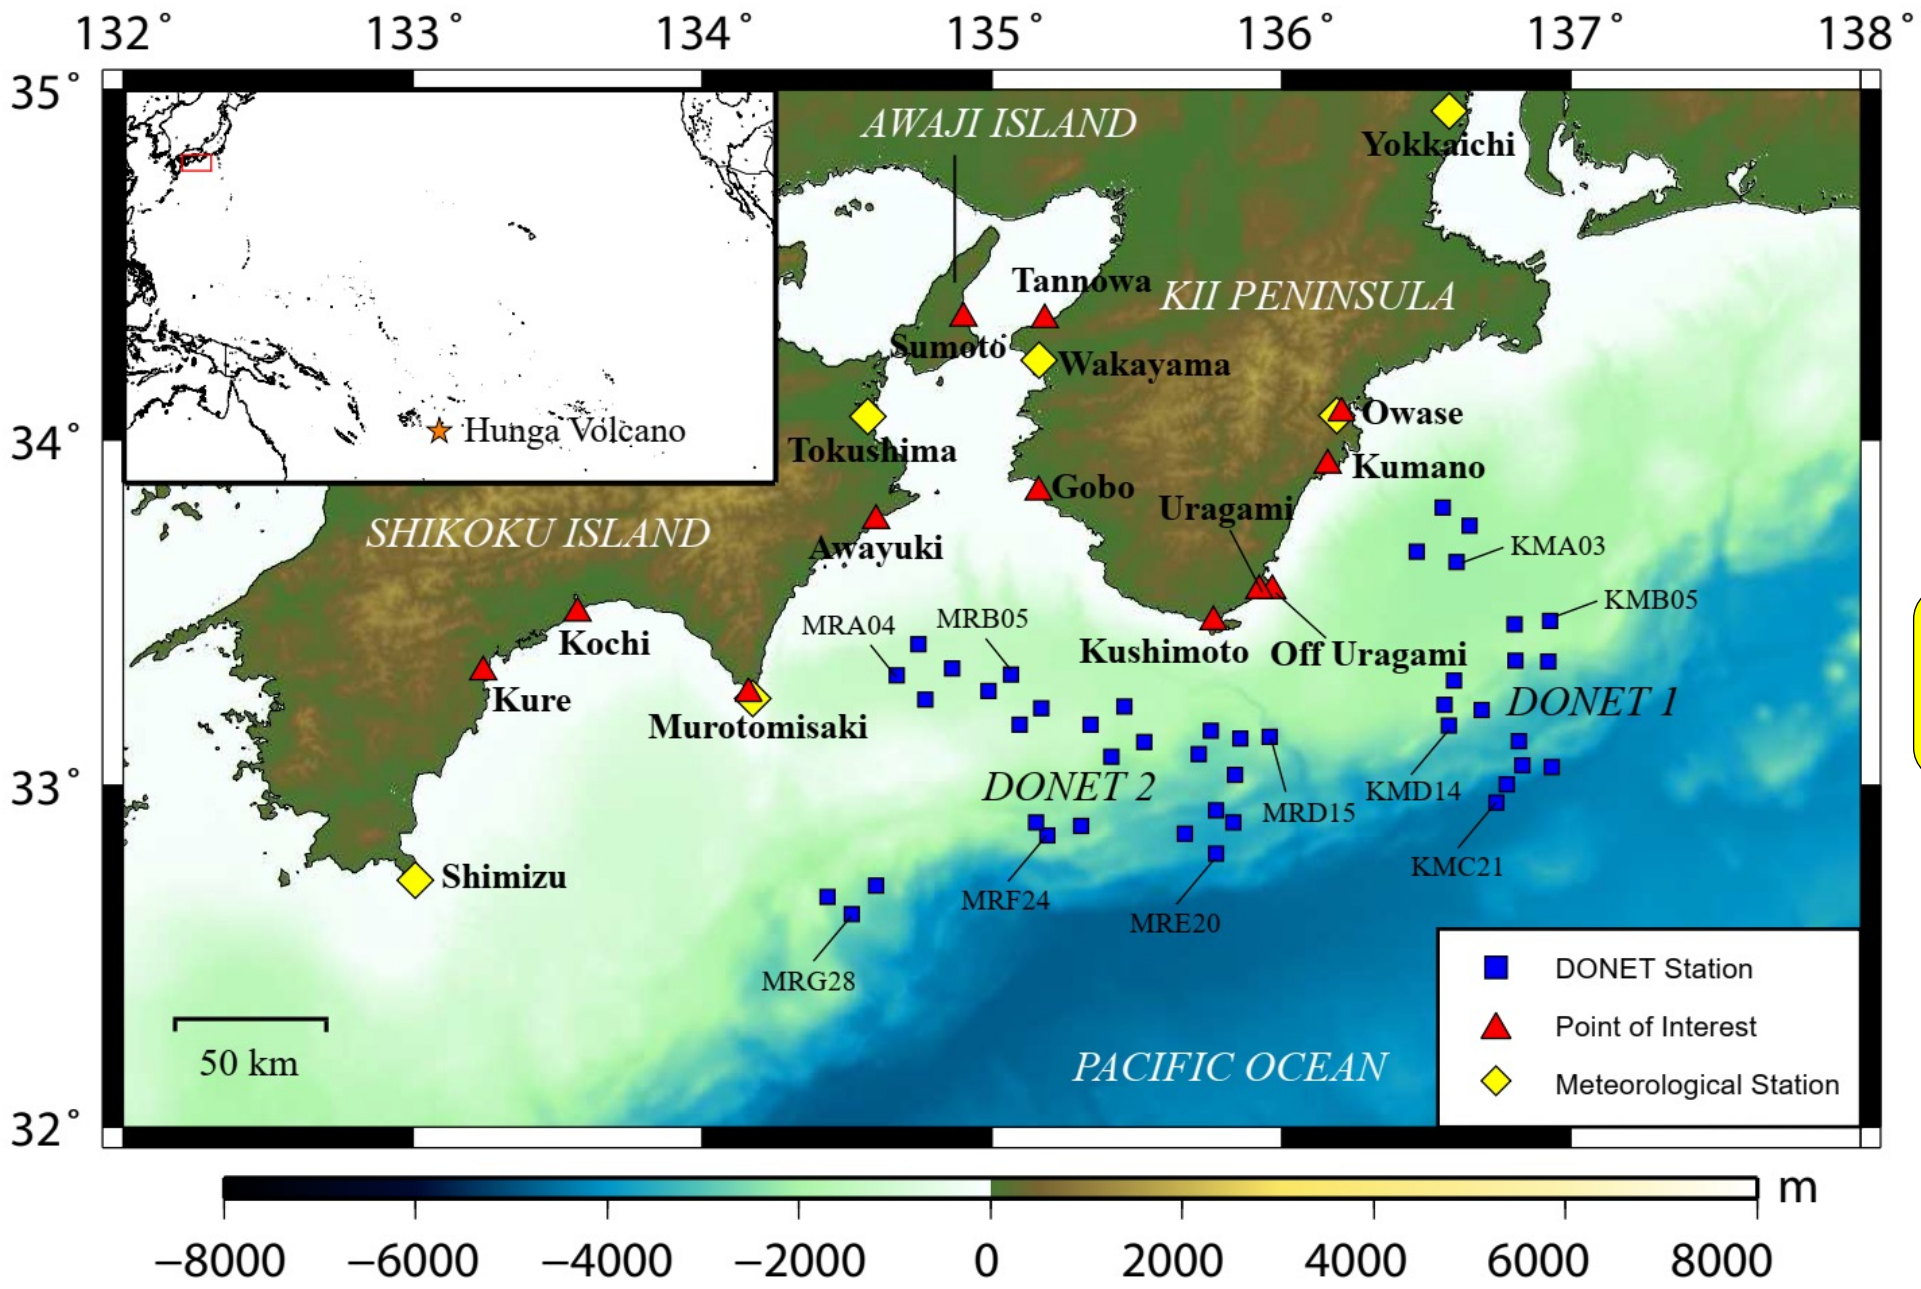 132° 133° 134° 135° 136° 137° 138°
35°
AWAJI ISLAND
Yokkaichi
Tannowa
KII PENINSULA
Sumoto
Wakayama
Hunga Volcano
Owase
34°
Tokushima
Kumano
Gobo
Uragami
SHIKOKU ISLAND
Awayuki
KMA03
KMB05
MRA04
MRB05
Kochi
Kushimoto
Off Uragami
Kure
DONET 1
Murotomisaki
33°
DONET 2
KMD14
MRD15
KMC21
Shimizu
MRF24
MRE20
MRG28
DONET Station
Point of Interest
50 km
PACIFIC OCEAN
Meteorological Station
32°
m
−8000 −6000 −4000 −2000 0 2000 4000 6000 8000